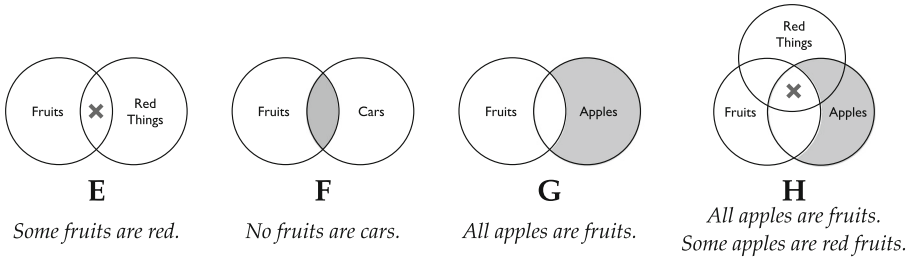 Fruits
Red
Things
E
Some fruits are red.
Fruits
Cars
F
No fruits are cars.
Fruits
Apples
G
All apples are fruits.
Red
Things
Fruits
Apples
H
All apples are fruits.
Some apples are red fruits.